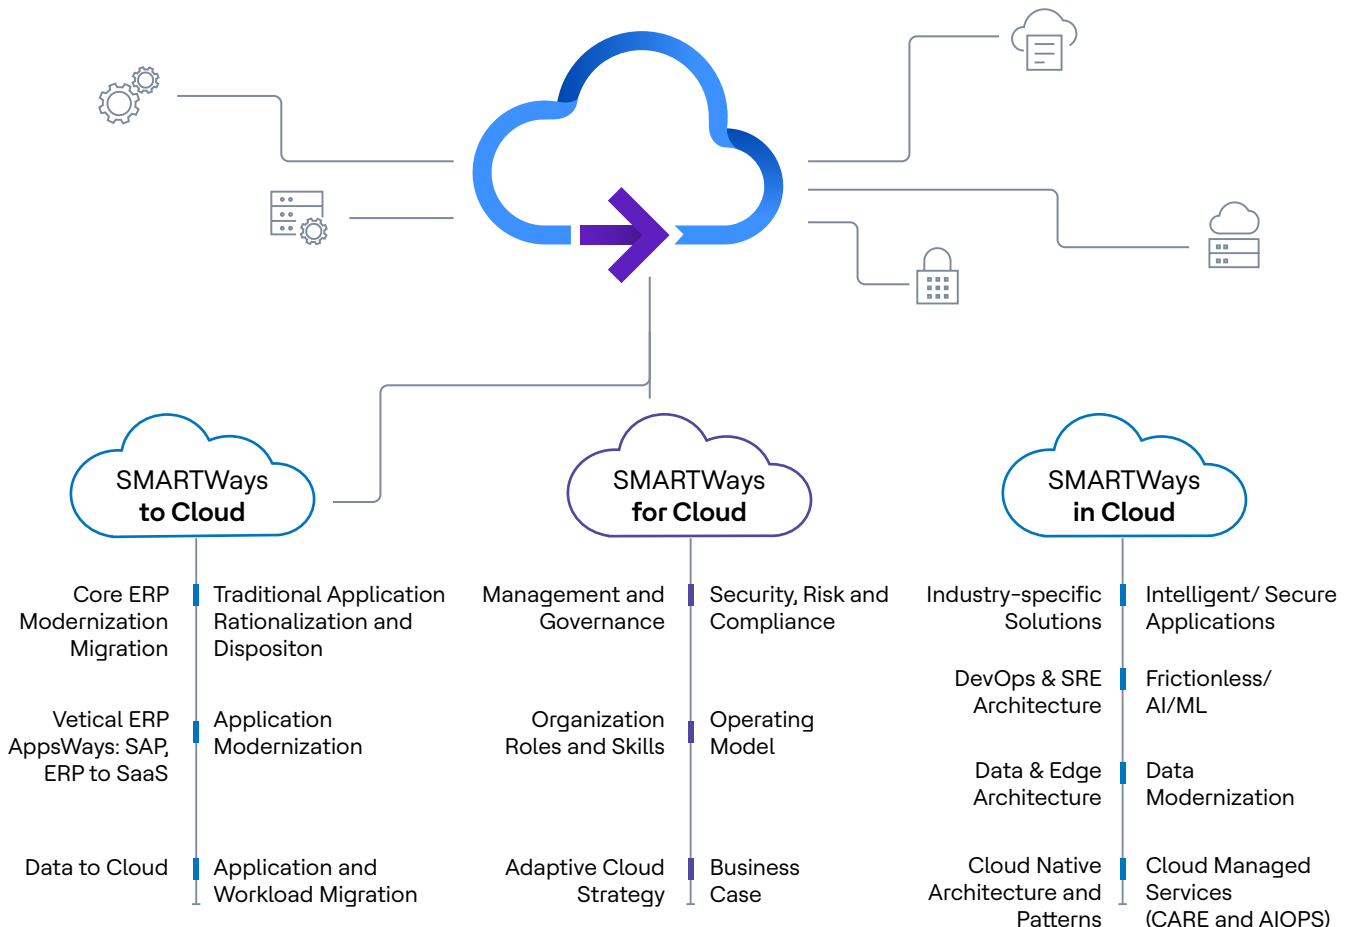 SMARTWays
to Cloud
Core ERP
Modernization
Migration
Traditional Application
Rationalization and
Dispositon
Vetical ERP
AppsWays: SAP,
ERP to SaaS
Application
Modernization
Data to Cloud
Application and
Workload Migration
SMARTWays
for Cloud
Management and
Governance
Security, Risk and
Compliance
Organization
Roles and Skills
Operating
Model
Adaptive Cloud
Strategy
Business
Case
SMARTWays
in Cloud
Industry-specific
Solutions
Intelligent/ Secure
Applications
DevOps & SRE
Architecture
Frictionless/
AI/ML
Data & Edge
Architecture
Data
Modernization
Cloud Native
Architecture and
Patterns
Cloud Managed
Services
(CARE and AIOPS)